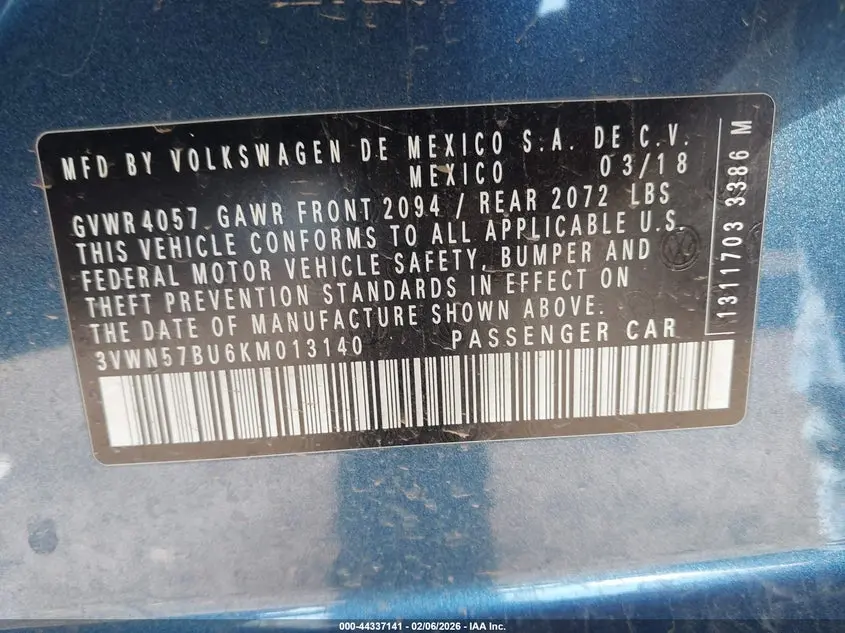 MFD BY VOLKSWAGEN DE MEXICO S.A. DE C.V.
MEXICO 03/18
GVWR 4057 GAWR FRONT 2094 / REAR 2072 LBS
THIS VEHICLE CONFORMS TO ALL APPLICABLE U.S.
FEDERAL MOTOR VEHICLE SAFETY, BUMPER AND
THEFT PREVENTION STANDARDS IN EFFECT ON
THE DATE OF MANUFACTURE SHOWN ABOVE.
3VWN57BU6KM013140 PASSENGER CAR
1311703 3386 M
000-44337141 | 02/06/2026 | IAA Inc.